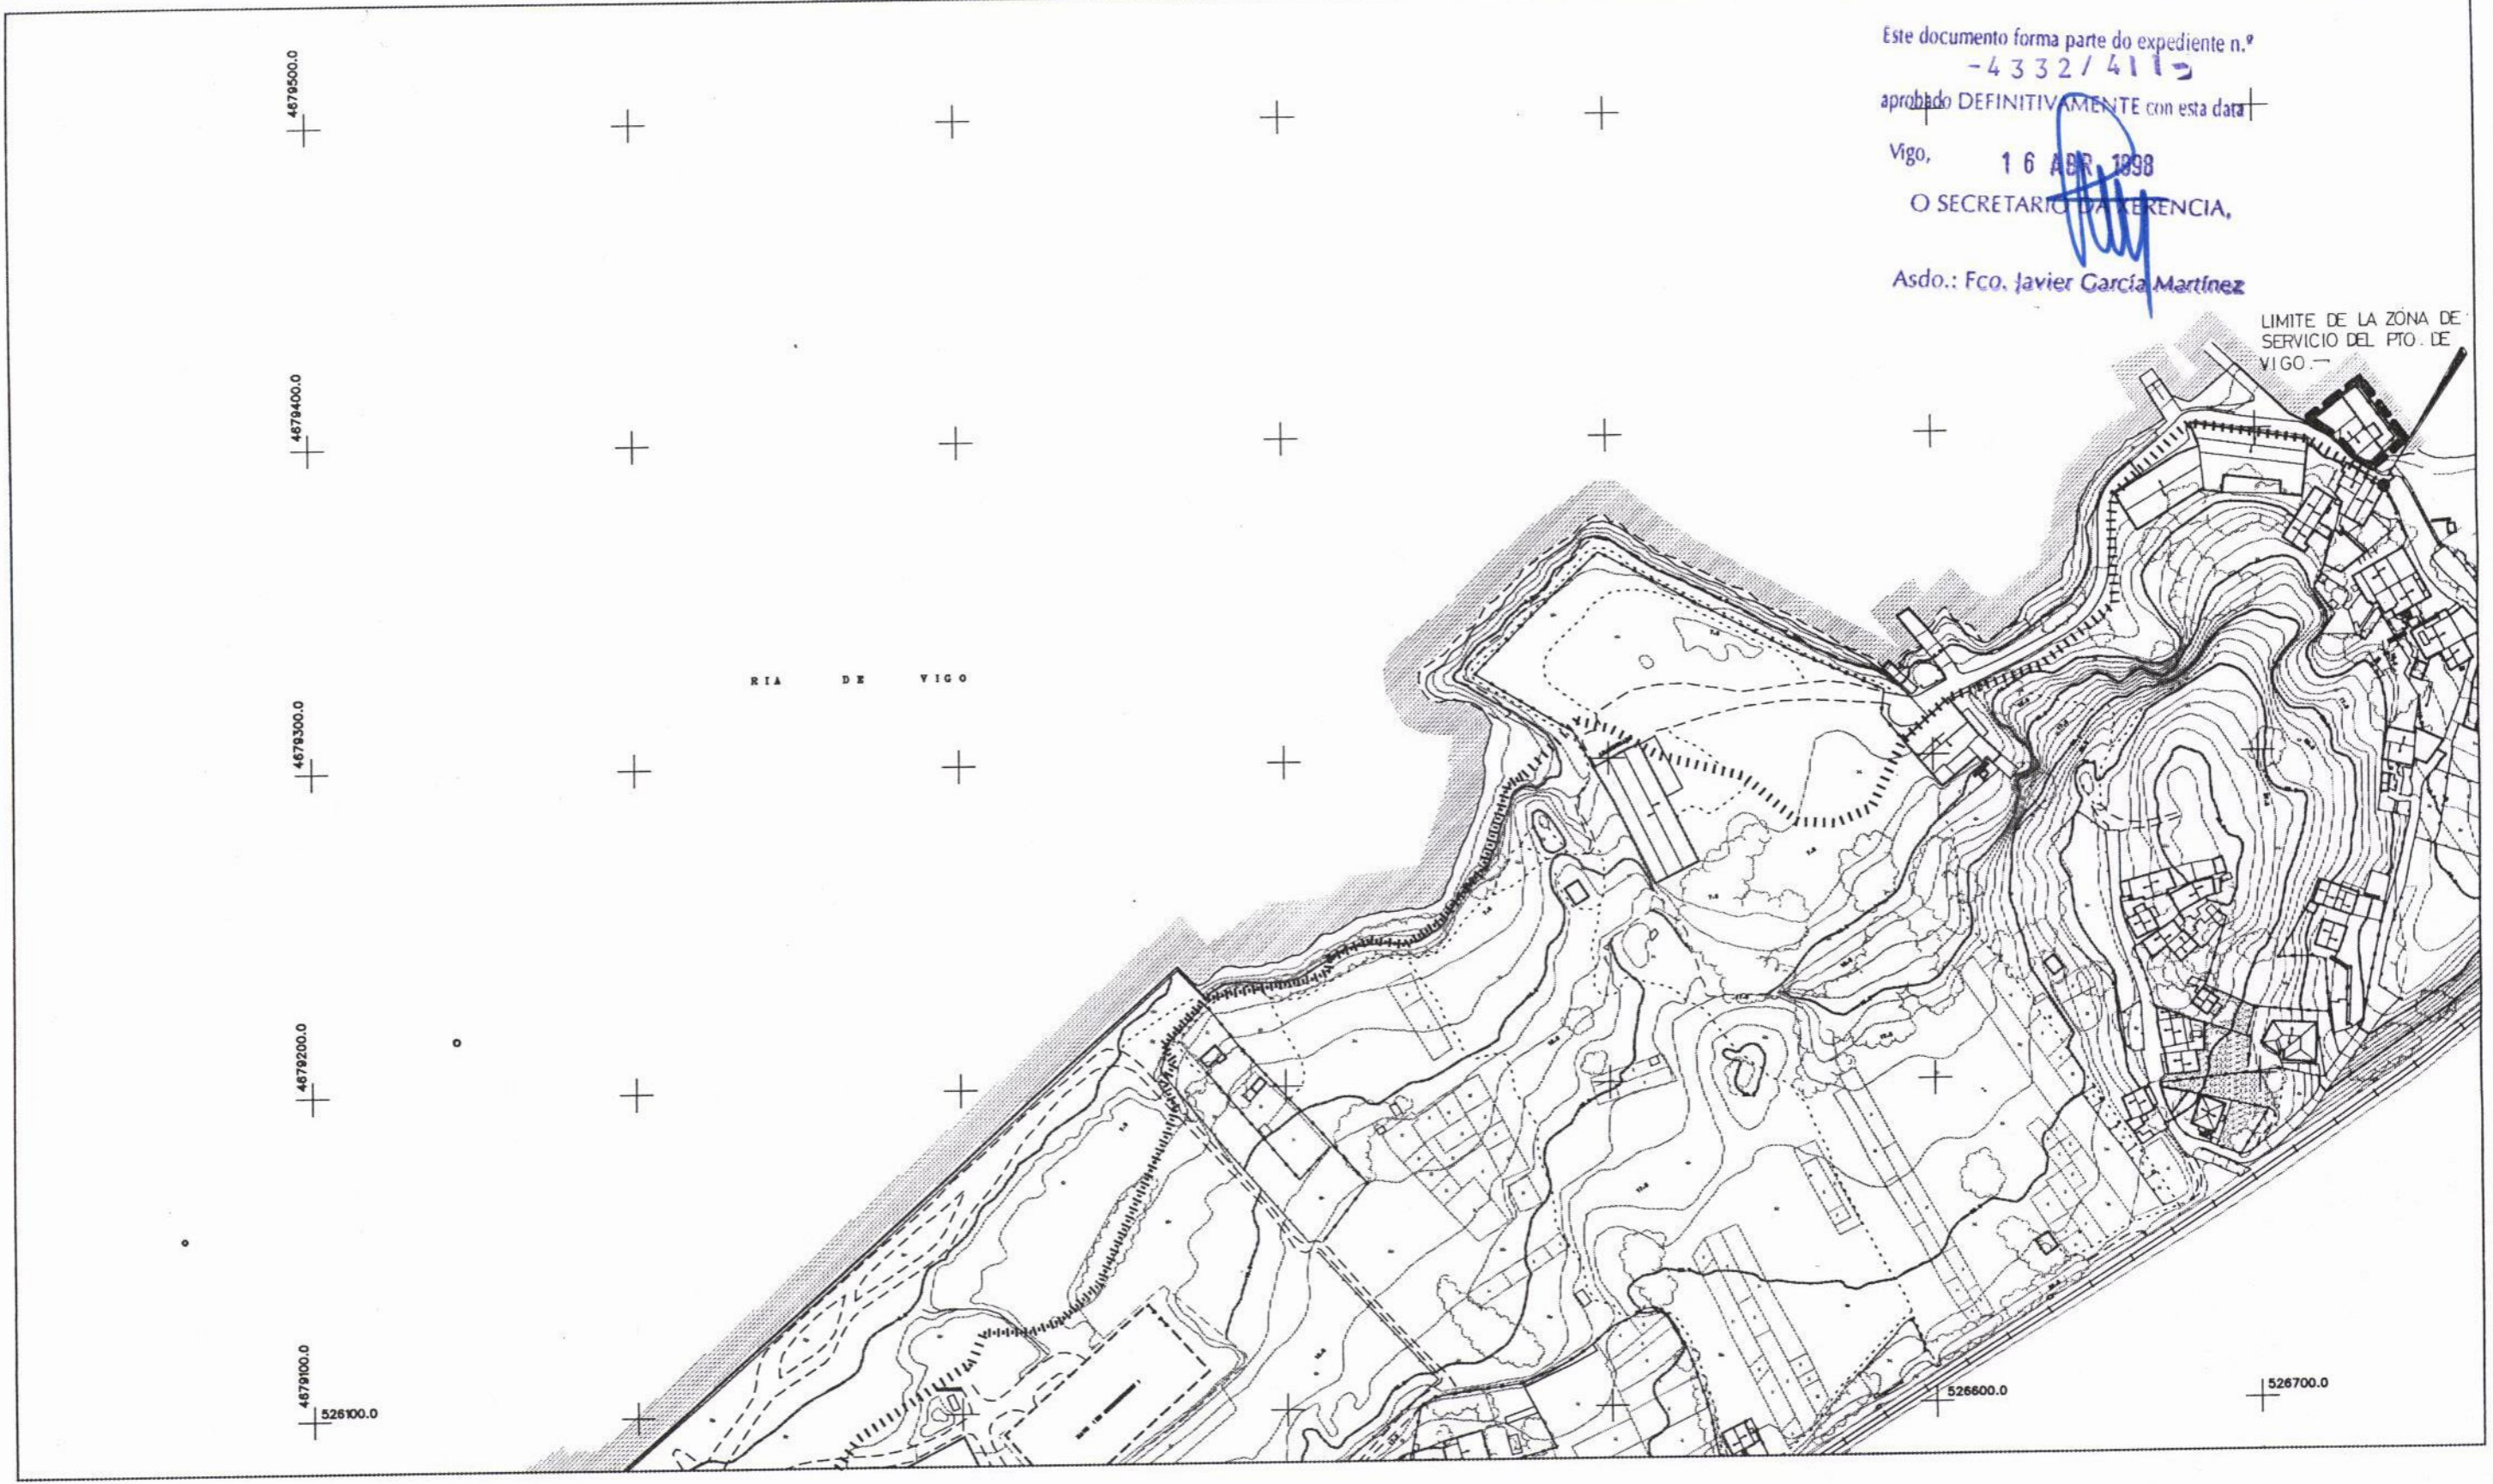 Este documento forma parte do expediente n.º
-4332/411
aprobado DEFINITIVAMENTE con esta data
Vigo, 16 ABR 1998
O SECRETARIO DA XERENCIA,
Asdo.: Fco. Javier García Martínez
LIMITE DE LA ZONA DE
SERVICIO DEL PTO. DE
VIGO.-
4679500.0
4679400.0
RIA DE VIGO
4679300.0
4679200.0
4679100.0
526100.0
526600.0
526700.0